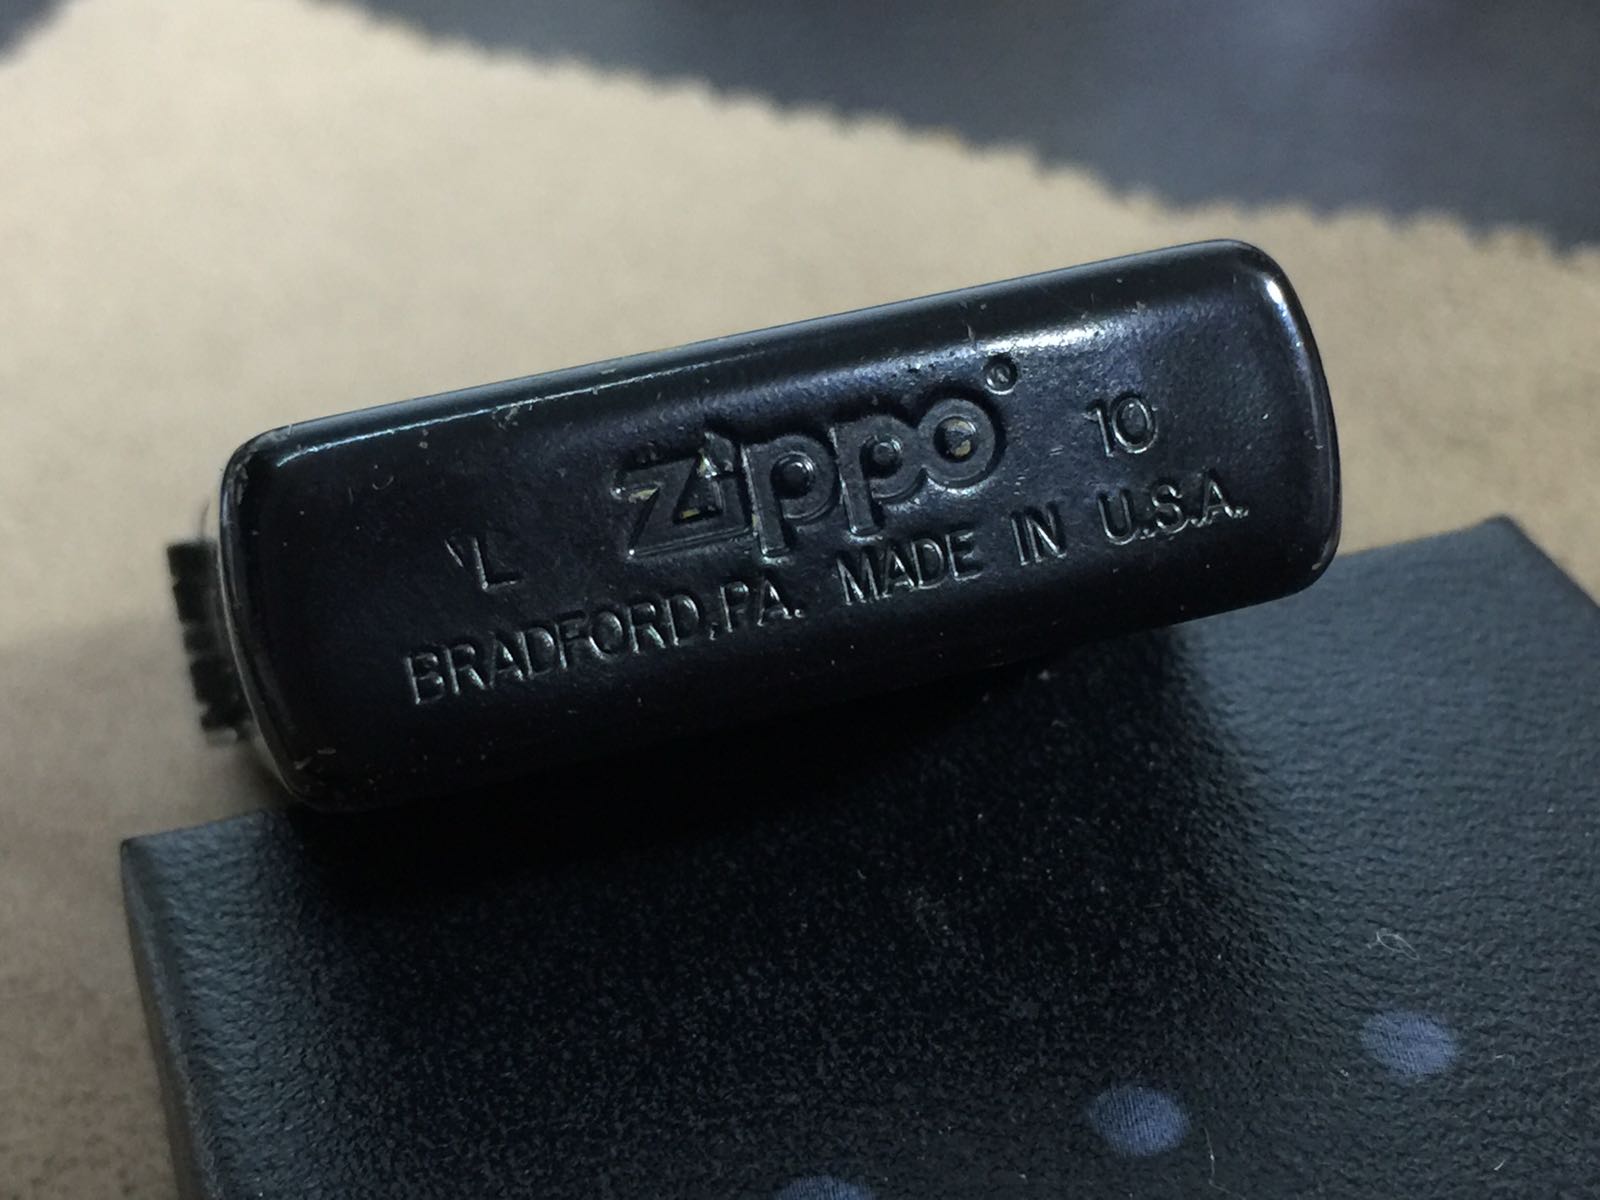 Zippo®
L 10
BRADFORD,PA. MADE IN U.S.A.